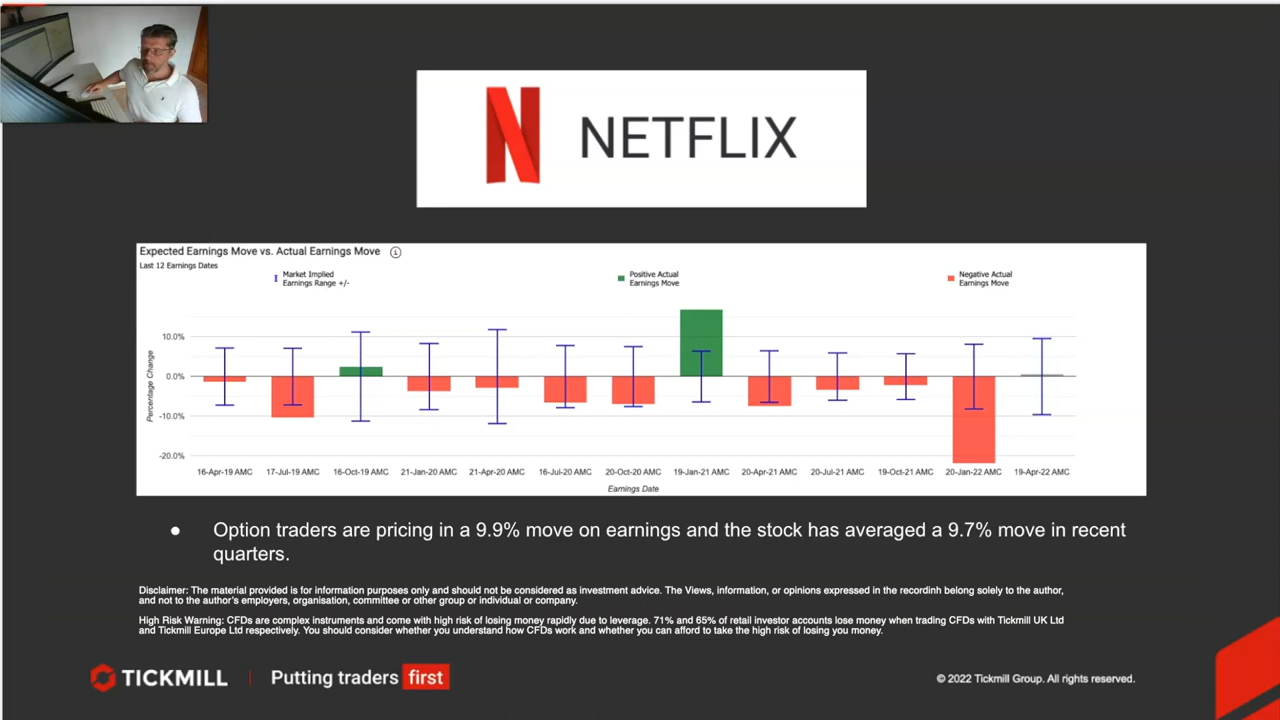 NETFLIX
Expected Earnings Move vs. Actual Earnings Move
Last 12 Earnings Dates
Market Implied
Earnings Range +/-
Positive Actual
Earnings Move
Negative Actual
Earnings Move
Percentage Change
10.0%
0.0%
-10.0%
-20.0%
16-Apr-19 AMC 17-Jul-19 AMC 16-Oct-19 AMC 21-Jan-20 AMC 21-Apr-20 AMC 16-Jul-20 AMC 20-Oct-20 AMC 19-Jan-21 AMC 20-Apr-21 AMC 20-Jul-21 AMC 19-Oct-21 AMC 20-Jan-22 AMC 19-Apr-22 AMC
Earnings Date
● Option traders are pricing in a 9.9% move on earnings and the stock has averaged a 9.7% move in recent
quarters.
Disclaimer: The material provided is for information purposes only and should not be considered as investment advice. The Views, information, or opinions expressed in the recordinh belong solely to the author,
and not to the author's employers, organisation, committee or other group or individual or company.
High Risk Warning: CFDs are complex instruments and come with high risk of losing money rapidly due to leverage. 71% and 65% of retail investor accounts lose money when trading CFDs with Tickmill UK Ltd
and Tickmill Europe Ltd respectively. You should consider whether you understand how CFDs work and whether you can afford to take the high risk of losing you money.
TICKMILL | Putting traders first
© 2022 Tickmill Group. All rights reserved.